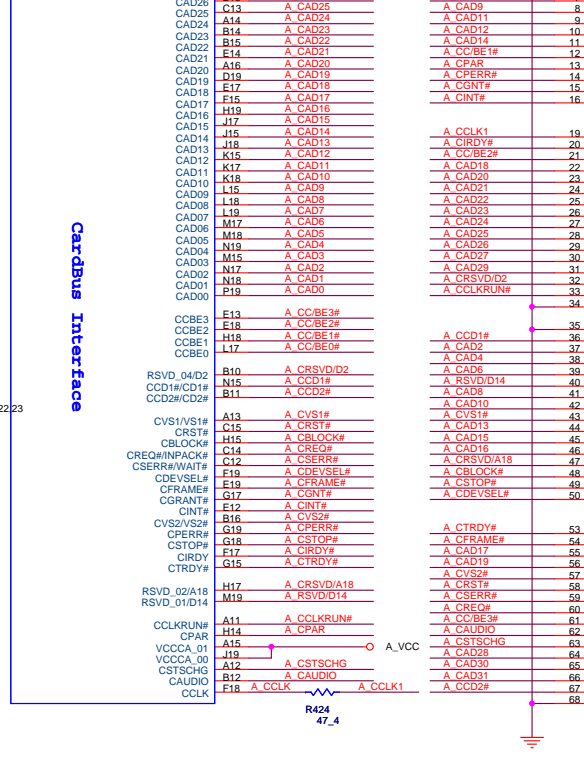 CAD26
CAD25 C13 A_CAD25
CAD24 A14 A_CAD24
CAD23 B14 A_CAD23
CAD22 B15 A_CAD22
CAD21 E14 A_CAD21
CAD20 A16 A_CAD20
CAD19 D19 A_CAD19
CAD18 E17 A_CAD18
CAD17 F15 A_CAD17
CAD16 H19 A_CAD16
CAD15 J17 A_CAD15
CAD14 J15 A_CAD14
CAD13 J18 A_CAD13
CAD12 K15 A_CAD12
CAD11 K17 A_CAD11
CAD10 K18 A_CAD10
CAD09 L15 A_CAD9
CAD08 L18 A_CAD8
CAD07 L19 A_CAD7
CAD06 M17 A_CAD6
CAD05 M18 A_CAD5
CAD04 N19 A_CAD4
CAD03 M15 A_CAD3
CAD02 N17 A_CAD2
CAD01 N18 A_CAD1
CAD00 P19 A_CAD0
CCBE3 E13 A_CC/BE3#
CCBE2 E18 A_CC/BE2#
CCBE1 H18 A_CC/BE1#
CCBE0 L17 A_CC/BE0#
RSVD_04/D2 B10 A_CRSVD/D2
CCD1#/CD1# N15 A_CCD1#
CCD2#/CD2# B11 A_CCD2#
CVS1/VS1# A13 A_CVS1#
CRST# C15 A_CRST#
CBLOCK# H15 A_CBLOCK#
CREQ#/INPACK# C14 A_CREQ#
CSERR#/WAIT# C12 A_CSERR#
CDEVSEL# F19 A_CDEVSEL#
CFRAME# E19 A_CFRAME#
CGRANT# G17 A_CGNT#
CINT# E12 A_CINT#
CVS2/VS2# B16 A_CVS2#
CPERR# G19 A_CPERR#
CSTOP# G18 A_CSTOP#
CIRDY F17 A_CIRDY#
CTRDY# G15 A_CTRDY#
RSVD_02/A18 H17 A_CRSVD/A18
RSVD_01/D14 M19 A_RSVD/D14
CCLKRUN# A11 A_CCLKRUN#
CPAR H14 A_CPAR
VCCCA_01 A15 A_VCC
VCCCA_00 J19
CSTSCHG A12 A_CSTSCHG
CAUDIO B12 A_CAUDIO
CCLK F18 A_CCLK A_CCLK1
R424
47_4
CardBus Interface
22,23
A_CAD9 8
A_CAD11 9
A_CAD12 10
A_CAD14 11
A_CC/BE1# 12
A_CPAR 13
A_CPERR# 14
A_CGNT# 15
A_CINT# 16
A_CCLK1 19
A_CIRDY# 20
A_CC/BE2# 21
A_CAD18 22
A_CAD20 23
A_CAD21 24
A_CAD22 25
A_CAD23 26
A_CAD24 27
A_CAD25 28
A_CAD26 29
A_CAD27 30
A_CAD29 31
A_CRSVD/D2 32
A_CCLKRUN# 33
34
35
A_CCD1# 36
A_CAD2 37
A_CAD4 38
A_CAD6 39
A_RSVD/D14 40
A_CAD8 41
A_CAD10 42
A_CVS1# 43
A_CAD13 44
A_CAD15 45
A_CAD16 46
A_CRSVD/A18 47
A_CBLOCK# 48
A_CSTOP# 49
A_CDEVSEL# 50
A_CTRDY# 53
A_CFRAME# 54
A_CAD17 55
A_CAD19 56
A_CVS2# 57
A_CRST# 58
A_CSERR# 59
A_CREQ# 60
A_CC/BE3# 61
A_CAUDIO 62
A_CSTSCHG 63
A_CAD28 64
A_CAD30 65
A_CAD31 66
A_CCD2# 67
68